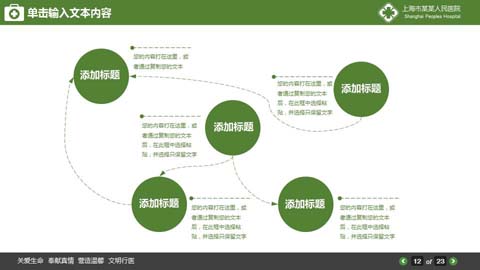 单击输入文本内容
上海市某某人民医院
Shanghai Peoples Hospital
添加标题
您的内容打在这里，或
者通过复制您的文本
您的内容打在这里，或
者通过复制您的文本
后，在此框中选择粘
贴，并选择只保留文字
添加标题
您的内容打在这里，或
者通过复制您的文本
后，在此框中选择粘
贴，并选择只保留文字
添加标题
添加标题
您的内容打在这里，或
者通过复制您的文本
后，在此框中选择粘
贴，并选择只保留文字
添加标题
您的内容打在这里，或
者通过复制您的文本
后，在此框中选择粘
贴，并选择只保留文字
关爱生命 奉献真情 营造温馨 文明行医
12 of 23